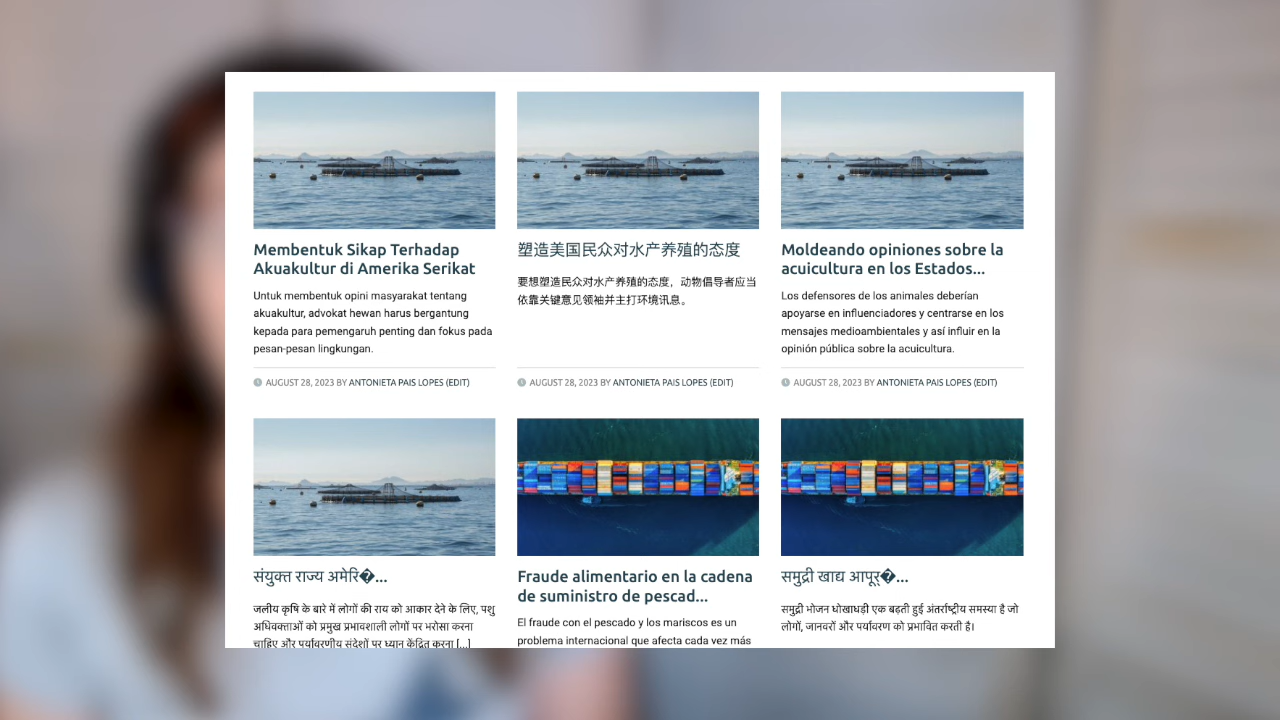 Membentuk Sikap Terhadap
Akuakultur di Amerika Serikat
Untuk membentuk opini masyarakat tentang
akuakultur, advokat hewan harus bergantung
kepada para pemengaruh penting dan fokus pada
pesan-pesan lingkungan.
AUGUST 28, 2023 BY ANTONIETA PAIS LOPES (EDIT)
塑造美国民众对水产养殖的态度
要想塑造民众对水产养殖的态度，动物倡导者应当
依靠关键意见领袖并主打环境讯息。
AUGUST 28, 2023 BY ANTONIETA PAIS LOPES (EDIT)
Moldeando opiniones sobre la
acuicultura en los Estados...
Los defensores de los animales deberían
apoyarse en influenciadores y centrarse en los
mensajes medioambientales y así influir en la
opinión pública sobre la acuicultura.
AUGUST 28, 2023 BY ANTONIETA PAIS LOPES (EDIT)
संयुक्त राज्य अमेरि�...
जलीय कृषि के बारे में लोगों की राय को आकार देने के लिए, पशु
अधिवक्ताओं को प्रमुख प्रभावशाली लोगों पर भरोसा करना
चाहिए और पर्यावरणीय संदेशों पर ध्यान केंद्रित करना [...]
Fraude alimentario en la cadena
de suministro de pescad...
El fraude con el pescado y los mariscos es un
problema internacional que afecta cada vez más
समुद्री खाद्य आपूर्�...
समुद्री भोजन धोखाधड़ी एक बढ़ती हुई अंतर्राष्ट्रीय समस्या है जो
लोगों, जानवरों और पर्यावरण को प्रभावित करती है।